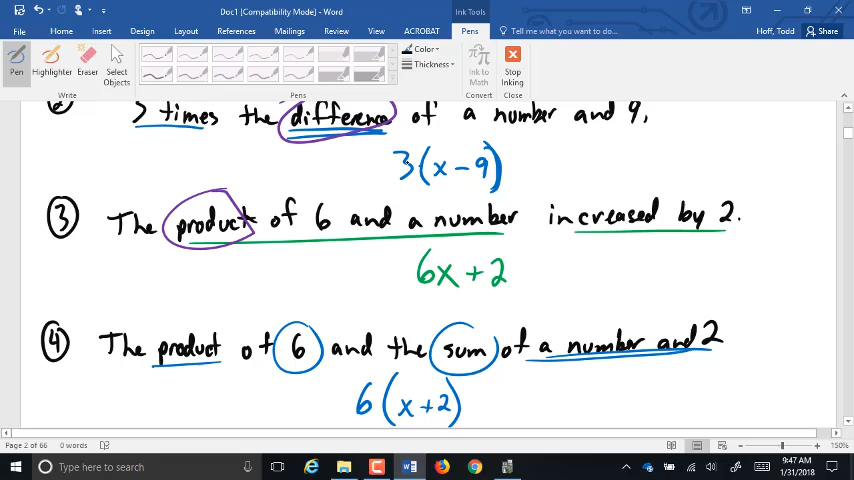 Doc1 [Compatibility Mode] - Word
Ink Tools
Hoff, Todd
File Home Insert Design Layout References Mailings Review View ACROBAT Pens Tell me what you want to do... Share
Pen Highlighter Eraser Select Objects
Color
Thickness
Ink to Math
Stop Inking
Write Pens Convert Close
3 times the difference of a number and 9,
3(x-9)
③ The product of 6 and a number increased by 2.
6x+2
④ The product of 6 and the sum of a number and 2
6(x+2)
Page 2 of 66 0 words 150%
Type here to search
9:47 AM
1/31/2018